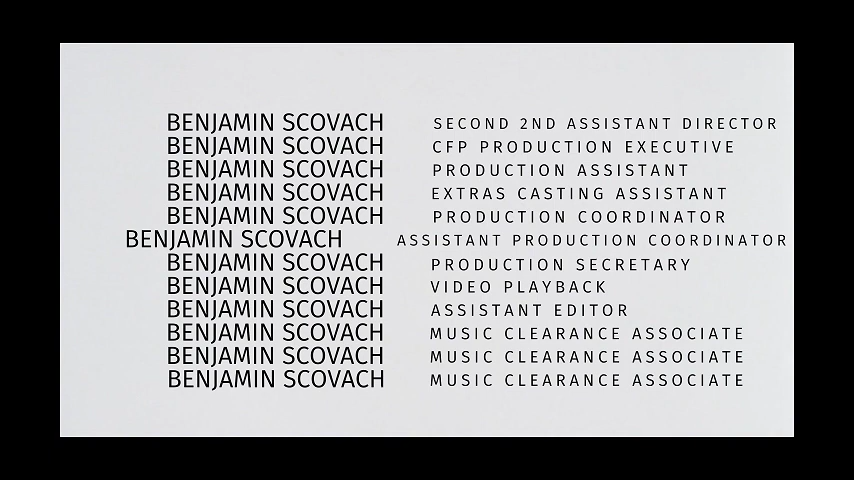 BENJAMIN SCOVACH SECOND 2ND ASSISTANT DIRECTOR
BENJAMIN SCOVACH CFP PRODUCTION EXECUTIVE
BENJAMIN SCOVACH PRODUCTION ASSISTANT
BENJAMIN SCOVACH EXTRAS CASTING ASSISTANT
BENJAMIN SCOVACH PRODUCTION COORDINATOR
BENJAMIN SCOVACH ASSISTANT PRODUCTION COORDINATOR
BENJAMIN SCOVACH PRODUCTION SECRETARY
BENJAMIN SCOVACH VIDEO PLAYBACK
BENJAMIN SCOVACH ASSISTANT EDITOR
BENJAMIN SCOVACH MUSIC CLEARANCE ASSOCIATE
BENJAMIN SCOVACH MUSIC CLEARANCE ASSOCIATE
BENJAMIN SCOVACH MUSIC CLEARANCE ASSOCIATE